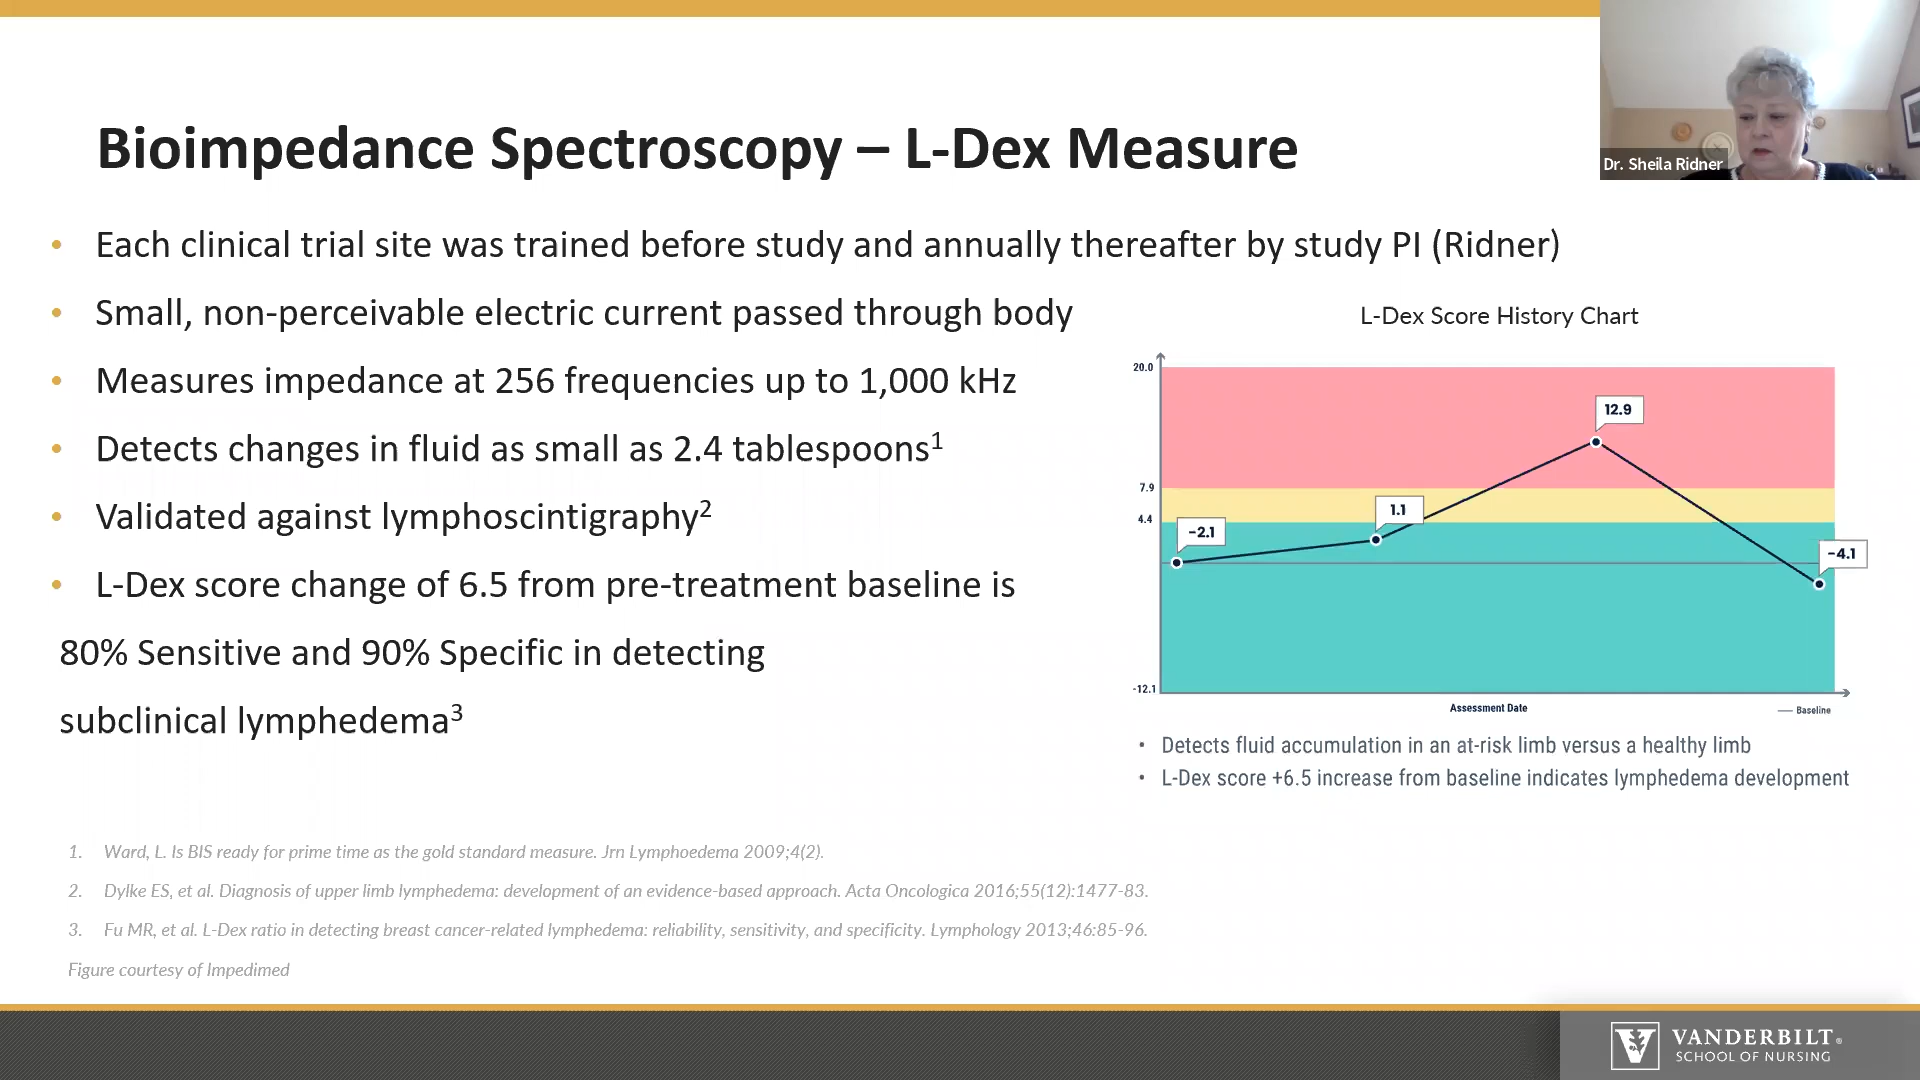 Dr. Sheila Ridner
Bioimpedance Spectroscopy – L-Dex Measure
• Each clinical trial site was trained before study and annually thereafter by study PI (Ridner)
• Small, non-perceivable electric current passed through body
• Measures impedance at 256 frequencies up to 1,000 kHz
• Detects changes in fluid as small as 2.4 tablespoons1
• Validated against lymphoscintigraphy2
• L-Dex score change of 6.5 from pre-treatment baseline is
80% Sensitive and 90% Specific in detecting
subclinical lymphedema3
L-Dex Score History Chart
20.0
12.9
7.9
1.1
4.4
-2.1
-4.1
-12.1
Assessment Date
Baseline
• Detects fluid accumulation in an at-risk limb versus a healthy limb
• L-Dex score +6.5 increase from baseline indicates lymphedema development
1. Ward, L. Is BIS ready for prime time as the gold standard measure. Jrn Lymphoedema 2009;4(2).
2. Dylke ES, et al. Diagnosis of upper limb lymphedema: development of an evidence-based approach. Acta Oncologica 2016;55(12):1477-83.
3. Fu MR, et al. L-Dex ratio in detecting breast cancer-related lymphedema: reliability, sensitivity, and specificity. Lymphology 2013;46:85-96.
Figure courtesy of Impedimed
V
VANDERBILT®
SCHOOL OF NURSING